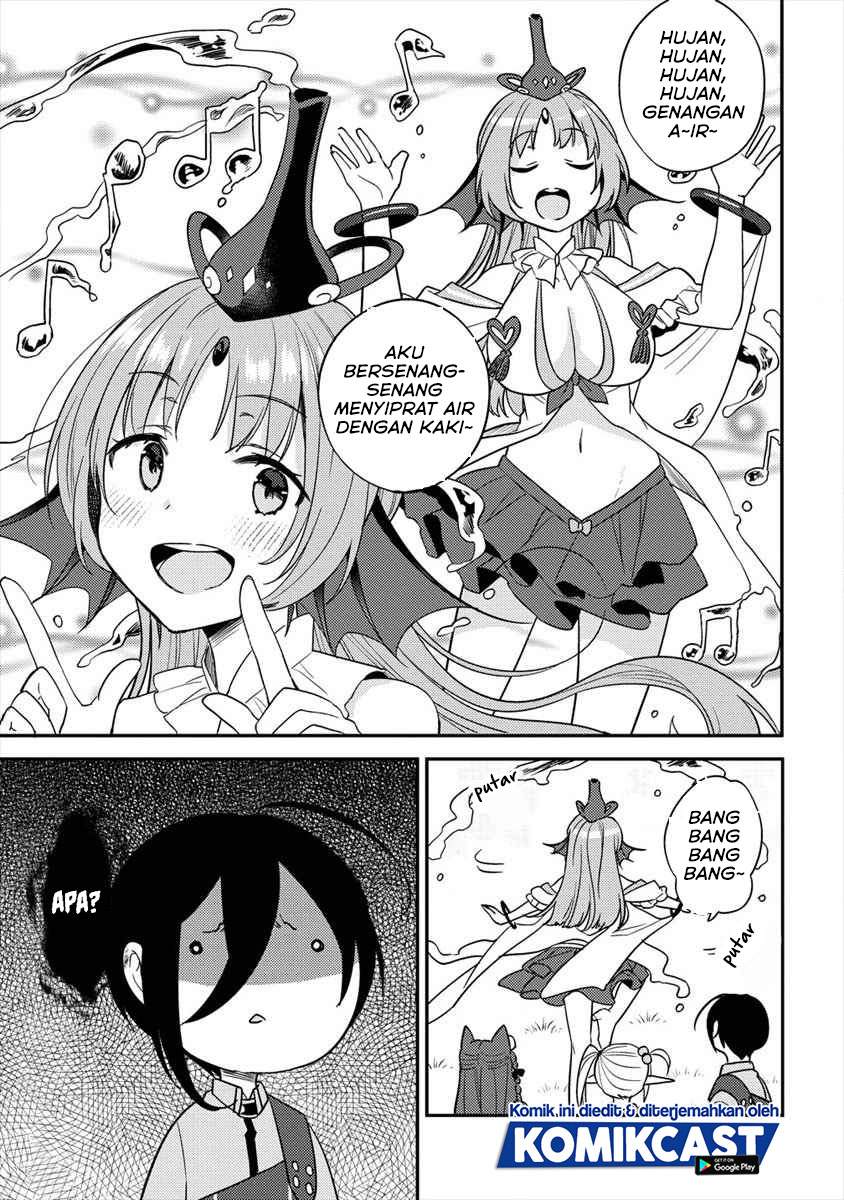 HUJAN,
HUJAN,
HUJAN,
HUJAN,
GENANGAN
A~IR~
AKU
BERSENANG-
SENANG
MENYIPRAT AIR
DENGAN KAKI~
putar
BANG
BANG
BANG
BANG~
putar
APA?
Komik ini diedit & diterjemahkan oleh
KOMIKCAST
GET IT ON
Google Play